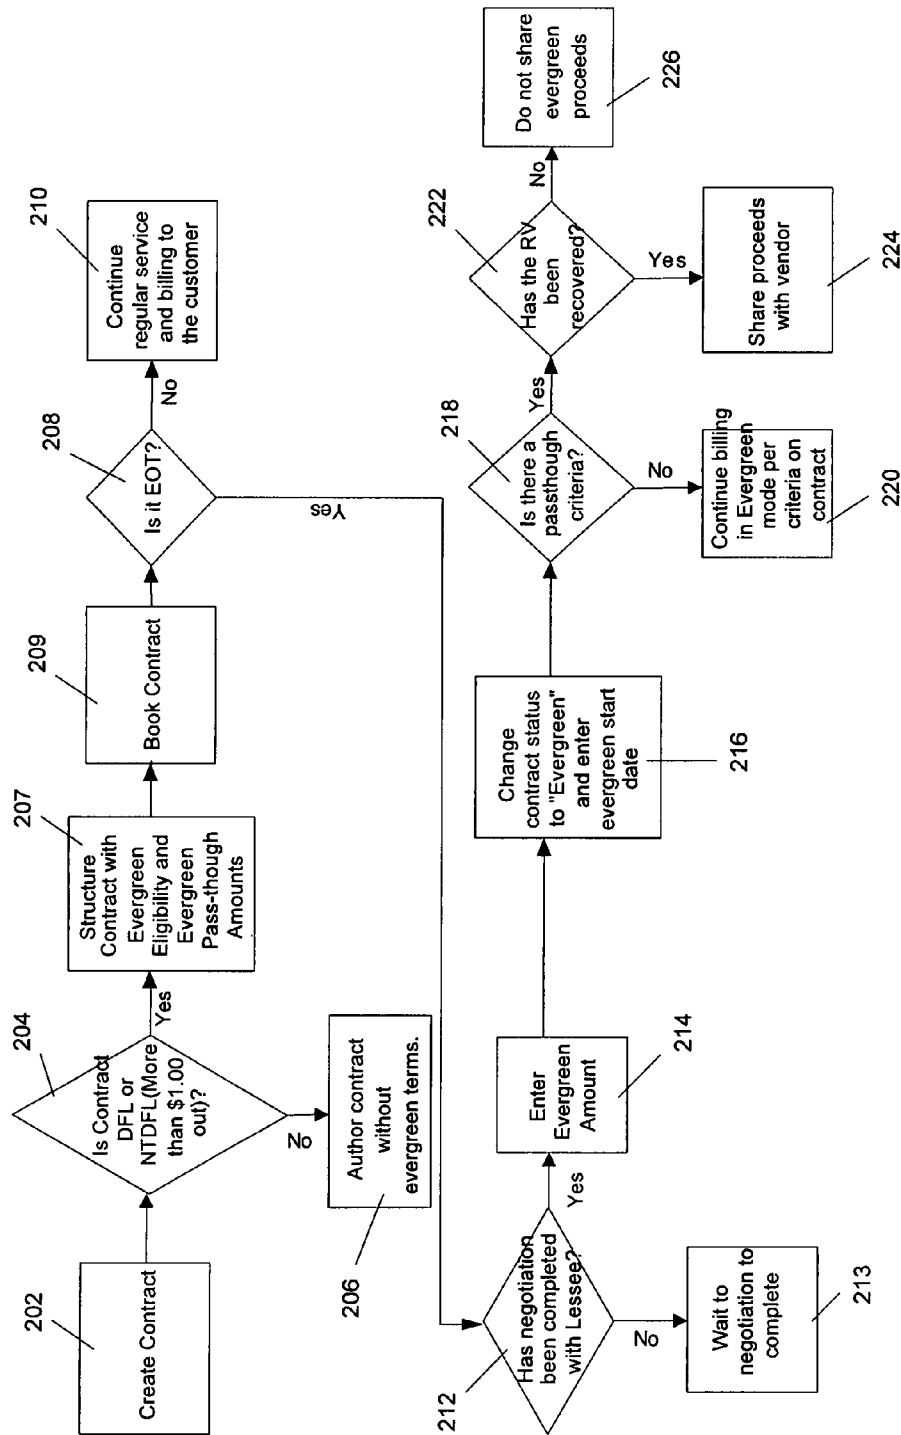 202
Create Contract
204
Is Contract
DFL or
NTDFL(More
than $1.00
out)?
Yes
No
Author contract
without
evergreen terms.
206
207
Structure
Contract with
Evergreen
Eligibility and
Evergreen
Pass-though
Amounts
209
Book Contract
208
Is it EOT?
No
Yes
210
Continue
regular service
and billing to
the customer
212
Has negotiation
been completed
with Lessee?
Yes
No
Wait to
negotiation to
complete
213
Enter
Evergreen
Amount
214
Change
contract status
to "Evergreen"
and enter
evergreen start
date
216
218
Is there a
passthough
criteria?
Yes
No
Continue billing
in Evergreen
mode per
criteria on
contract
220
222
Has the RV
been
recovered?
No
Yes
Share proceeds
with vendor
224
Do not share
evergreen
proceeds
226